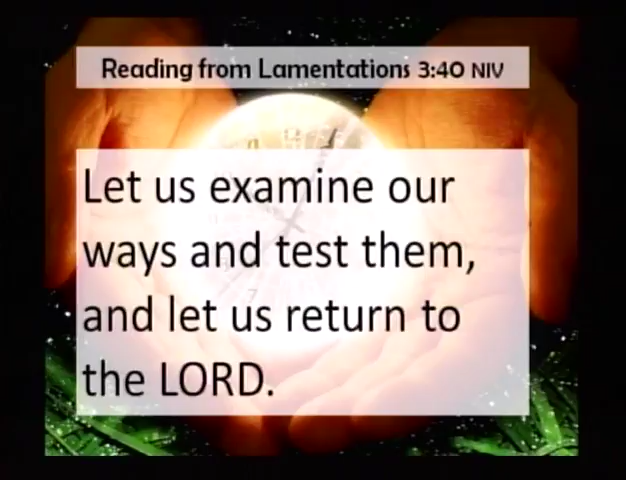 Reading from Lamentations 3:40 NIV
Let us examine our
ways and test them,
and let us return to
the LORD.